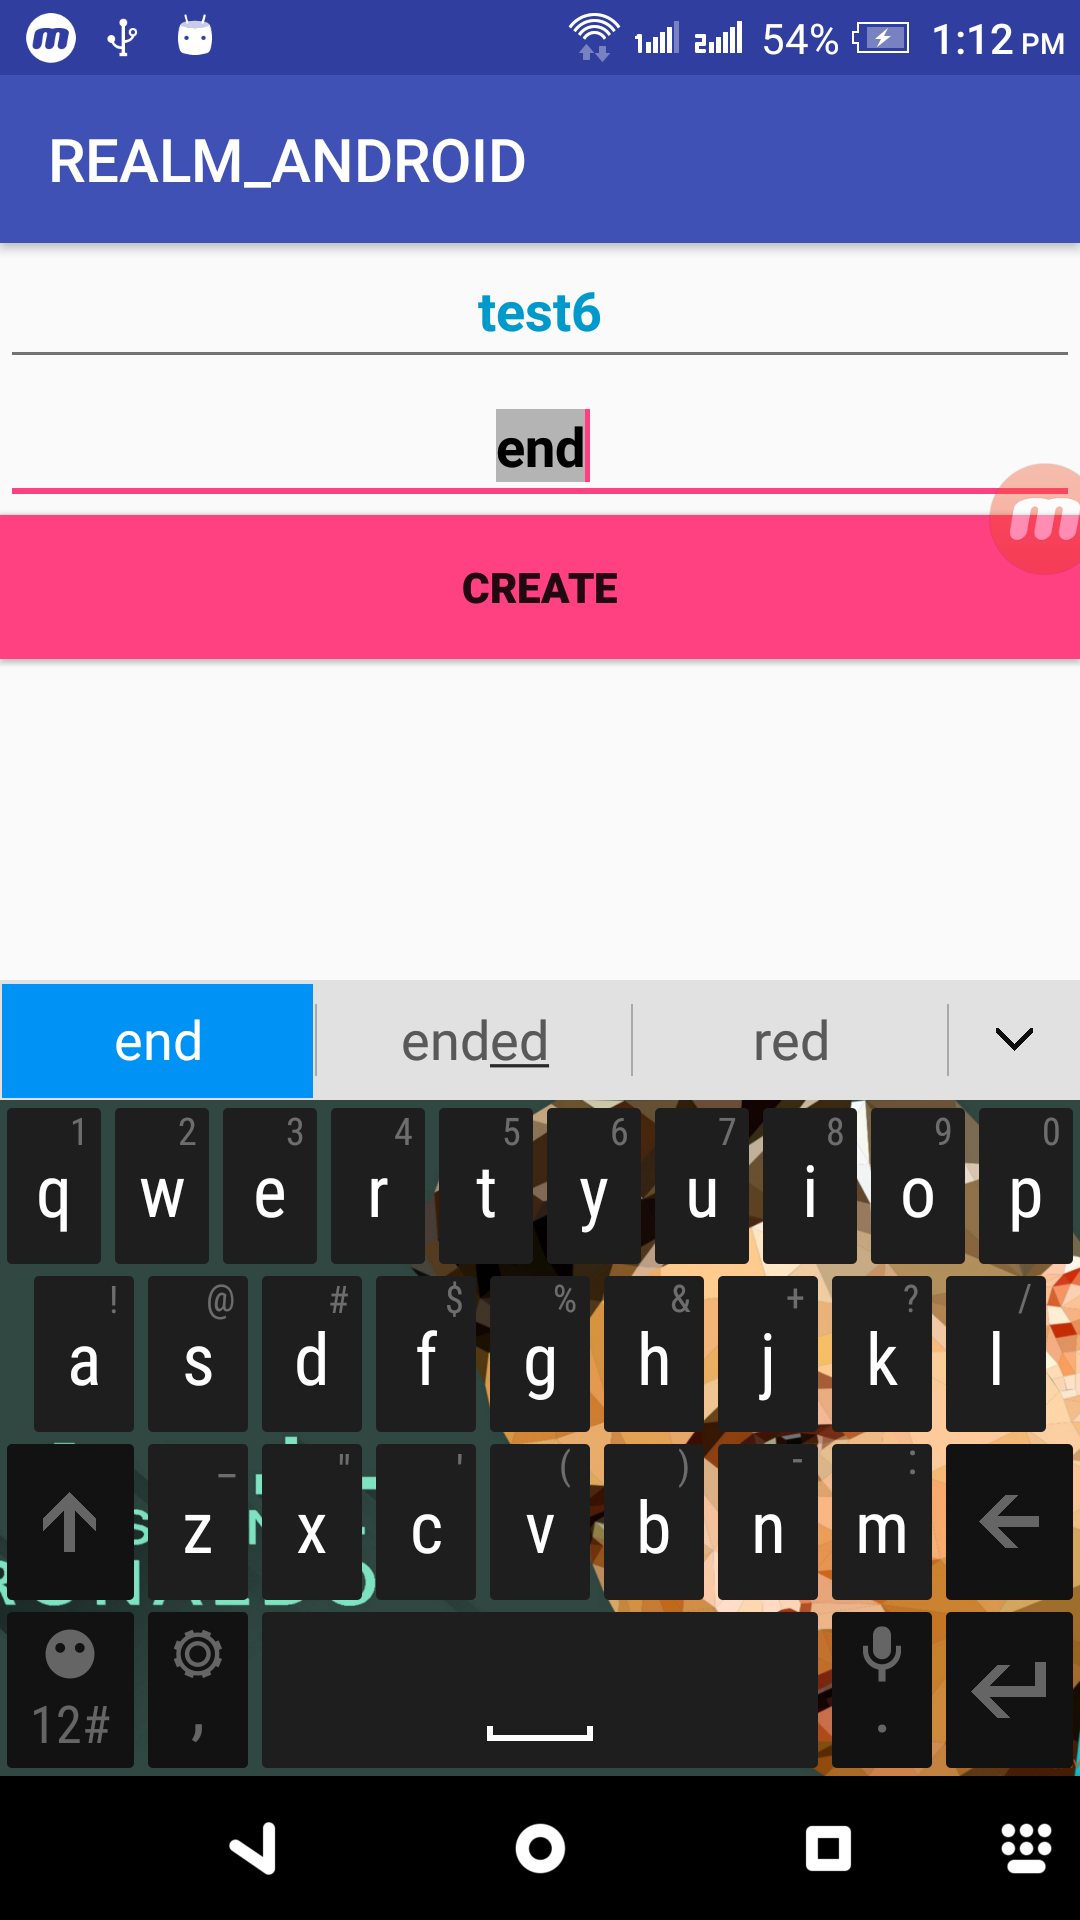 1 2 54% 1:12 PM
REALM_ANDROID
test6
end
CREATE
end ended red
1 2 3 4 5 6 7 8 9 0
q w e r t y u i o p
! @ # $ % & + ? /
a s d f g h j k l
_ " ' ( ) - :
z x c v b n m
12# , .